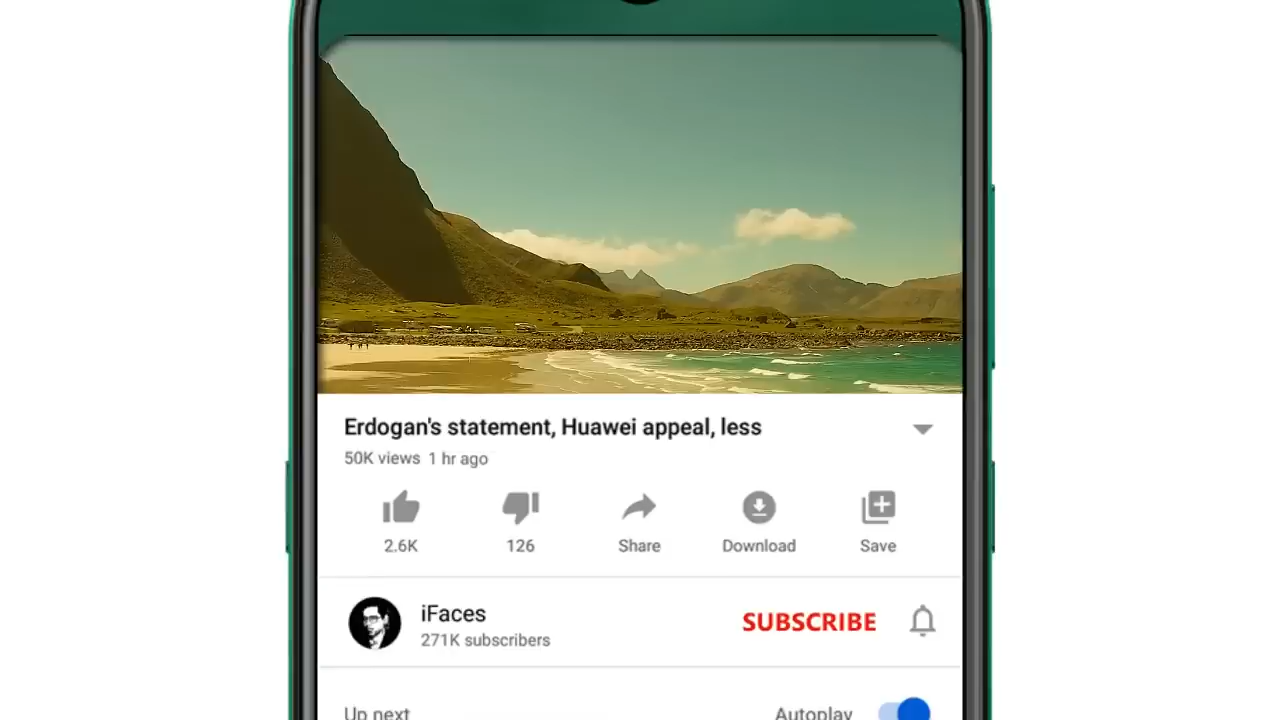 Erdogan's statement, Huawei appeal, less
50K views 1 hr ago
2.6K 126 Share Download Save
iFaces
271K subscribers
SUBSCRIBE
Up next Autoplay